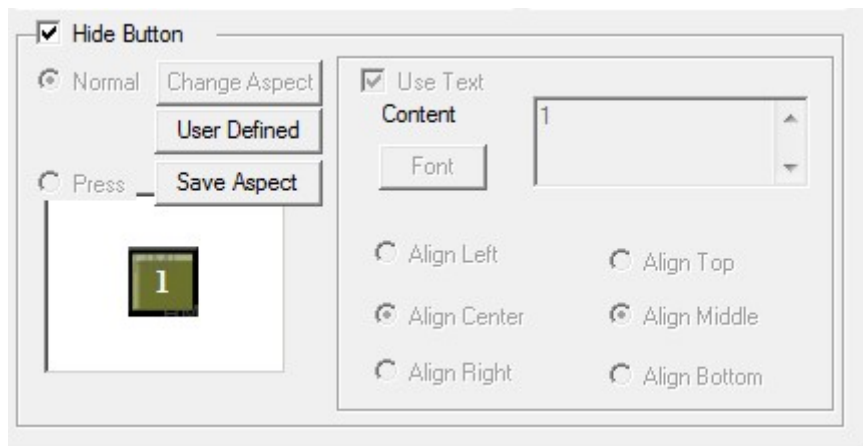 Hide Button
Normal
Change Aspect
User Defined
Press
Save Aspect
1
Use Text
Content
1
Font
Align Left
Align Top
Align Center
Align Middle
Align Right
Align Bottom